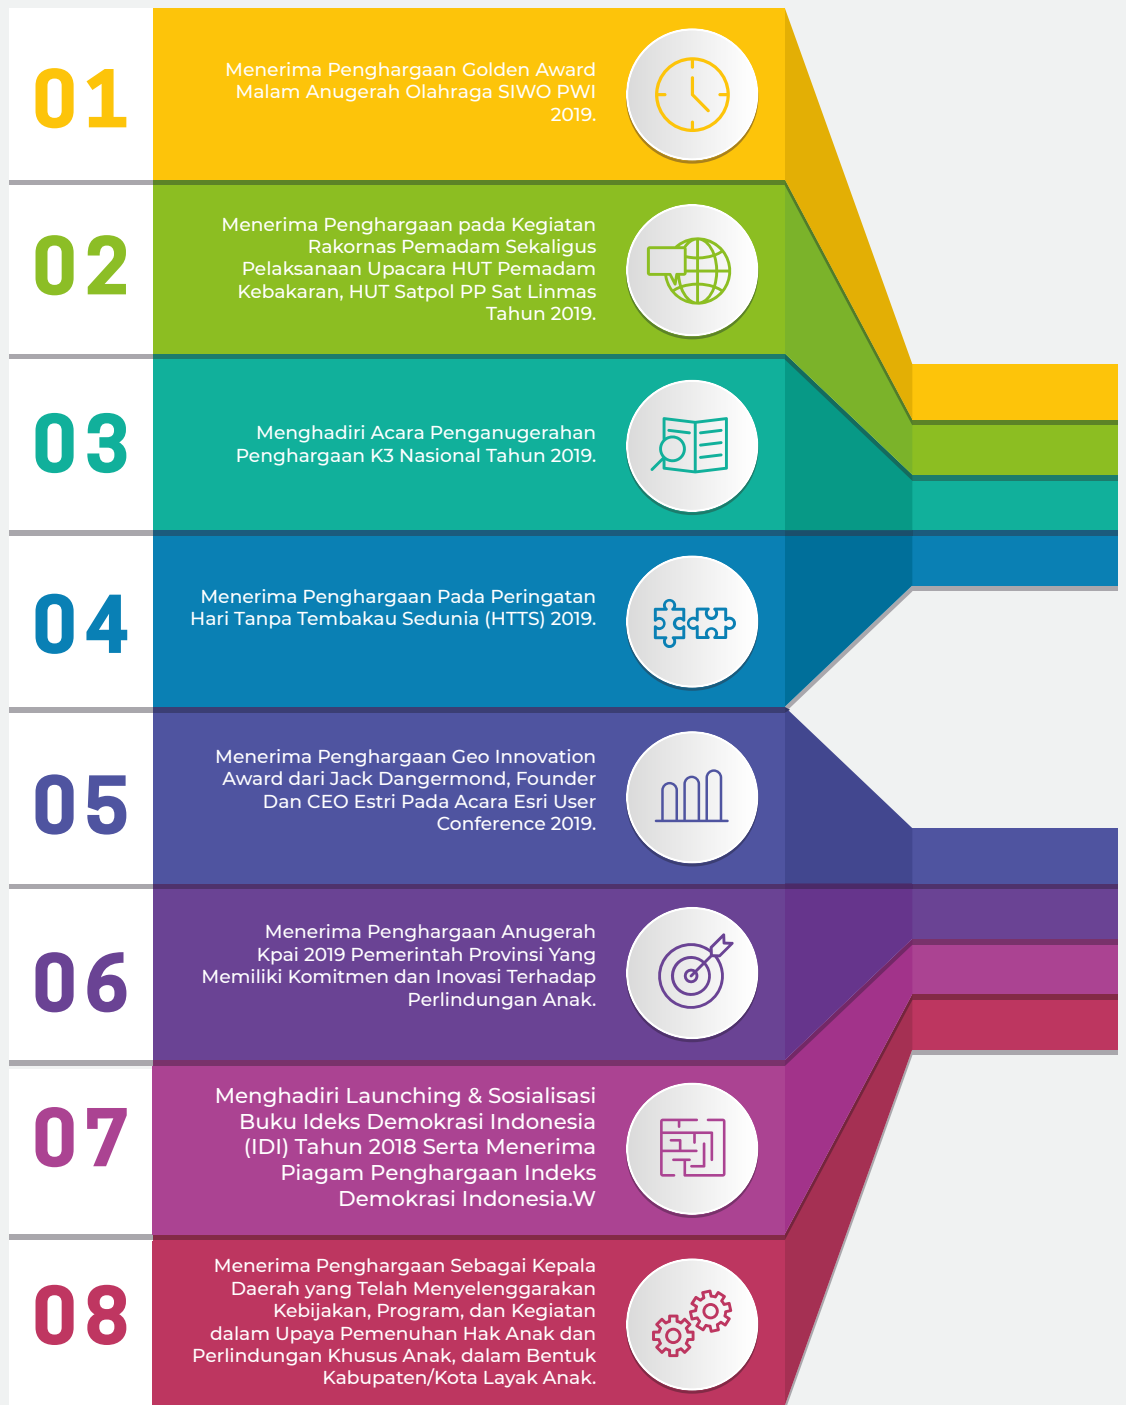 01
Menerima Penghargaan Golden Award
Malam Anugerah Olahraga SIWO PWI
2019.
02
Menerima Penghargaan pada Kegiatan
Rakornas Pemadam Sekaligus
Pelaksanaan Upacara HUT Pemadam
Kebakaran, HUT Satpol PP Sat Linmas
Tahun 2019.
03
Menghadiri Acara Penganugerahan
Penghargaan K3 Nasional Tahun 2019.
04
Menerima Penghargaan Pada Peringatan
Hari Tanpa Tembakau Sedunia (HTTS) 2019.
05
Menerima Penghargaan Geo Innovation
Award dari Jack Dangermond, Founder
Dan CEO Estri Pada Acara Esri User
Conference 2019.
06
Menerima Penghargaan Anugerah
Kpai 2019 Pemerintah Provinsi Yang
Memiliki Komitmen dan Inovasi Terhadap
Perlindungan Anak.
07
Menghadiri Launching & Sosialisasi
Buku Ideks Demokrasi Indonesia
(IDI) Tahun 2018 Serta Menerima
Piagam Penghargaan Indeks
Demokrasi Indonesia.W
08
Menerima Penghargaan Sebagai Kepala
Daerah yang Telah Menyelenggarakan
Kebijakan, Program, dan Kegiatan
dalam Upaya Pemenuhan Hak Anak dan
Perlindungan Khusus Anak, dalam Bentuk
Kabupaten/Kota Layak Anak.